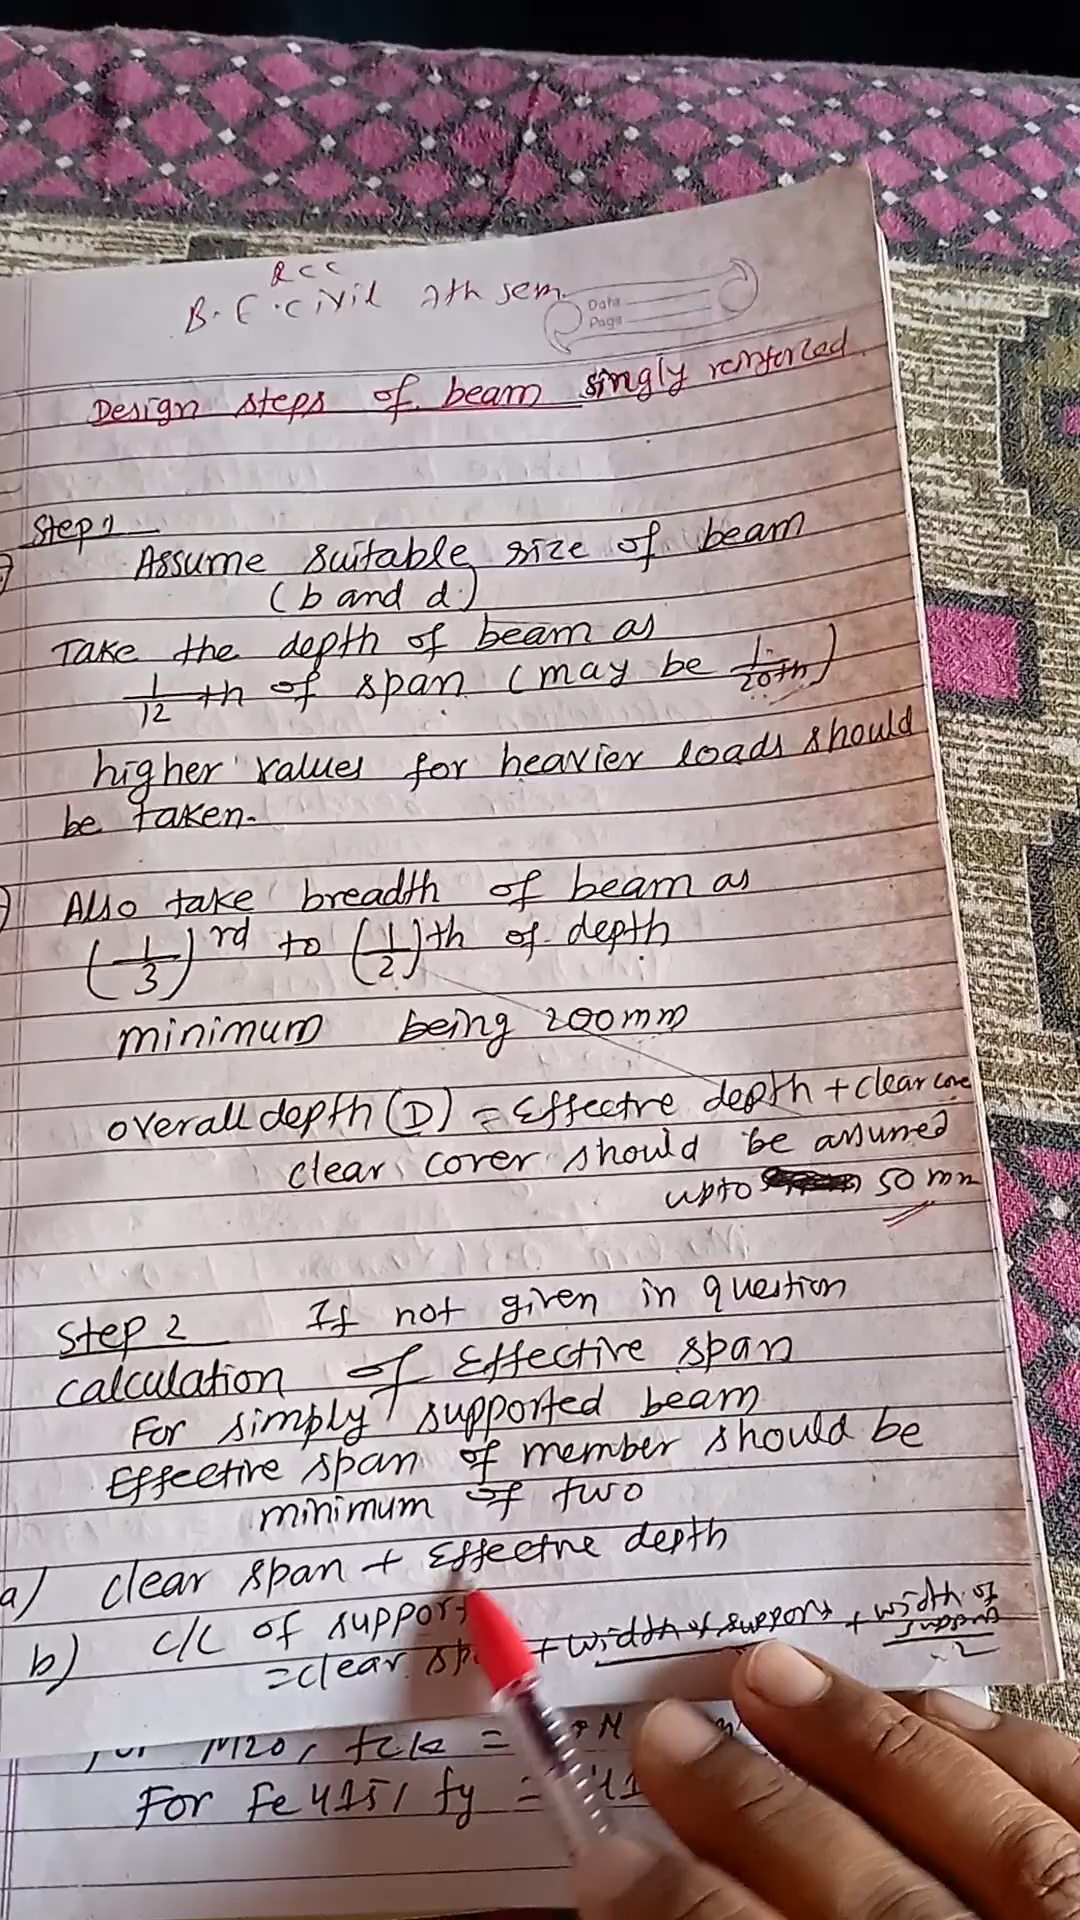 RCC
B.E. civil 7th sem.
Data
Page
Design steps of beam singly reinforced.
Step 1
Assume suitable size of beam
(b and d)
Take the depth of beam as
1/12 th of span (may be 1/20th)
higher values for heavier loads should
be taken.
Also take breadth of beam as
(1/3)rd to (1/2)th of depth
minimum being 200mm
overall depth (D) = Effective depth + clear cover
clear cover should be assumed
upto 50 mm
Step 2 If not given in question
calculation of Effective span
For simply supported beam
Effective span of member should be
minimum of two
a) clear span + Effective depth
b) c/c of support
= clear + width of support + width of support/2
M20, fck =
For Fe 415, fy =